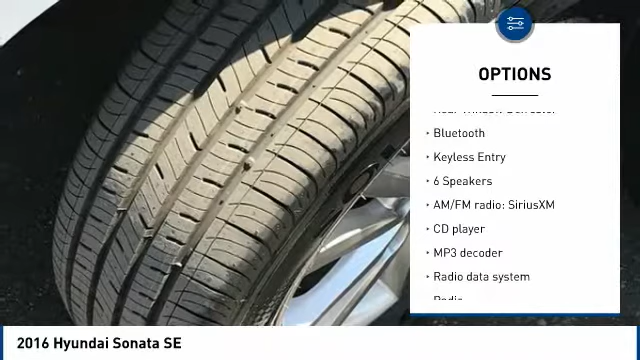 OPTIONS
Bluetooth
Keyless Entry
6 Speakers
AM/FM radio: SiriusXM
CD player
MP3 decoder
Radio data system
Radio
2016 Hyundai Sonata SE